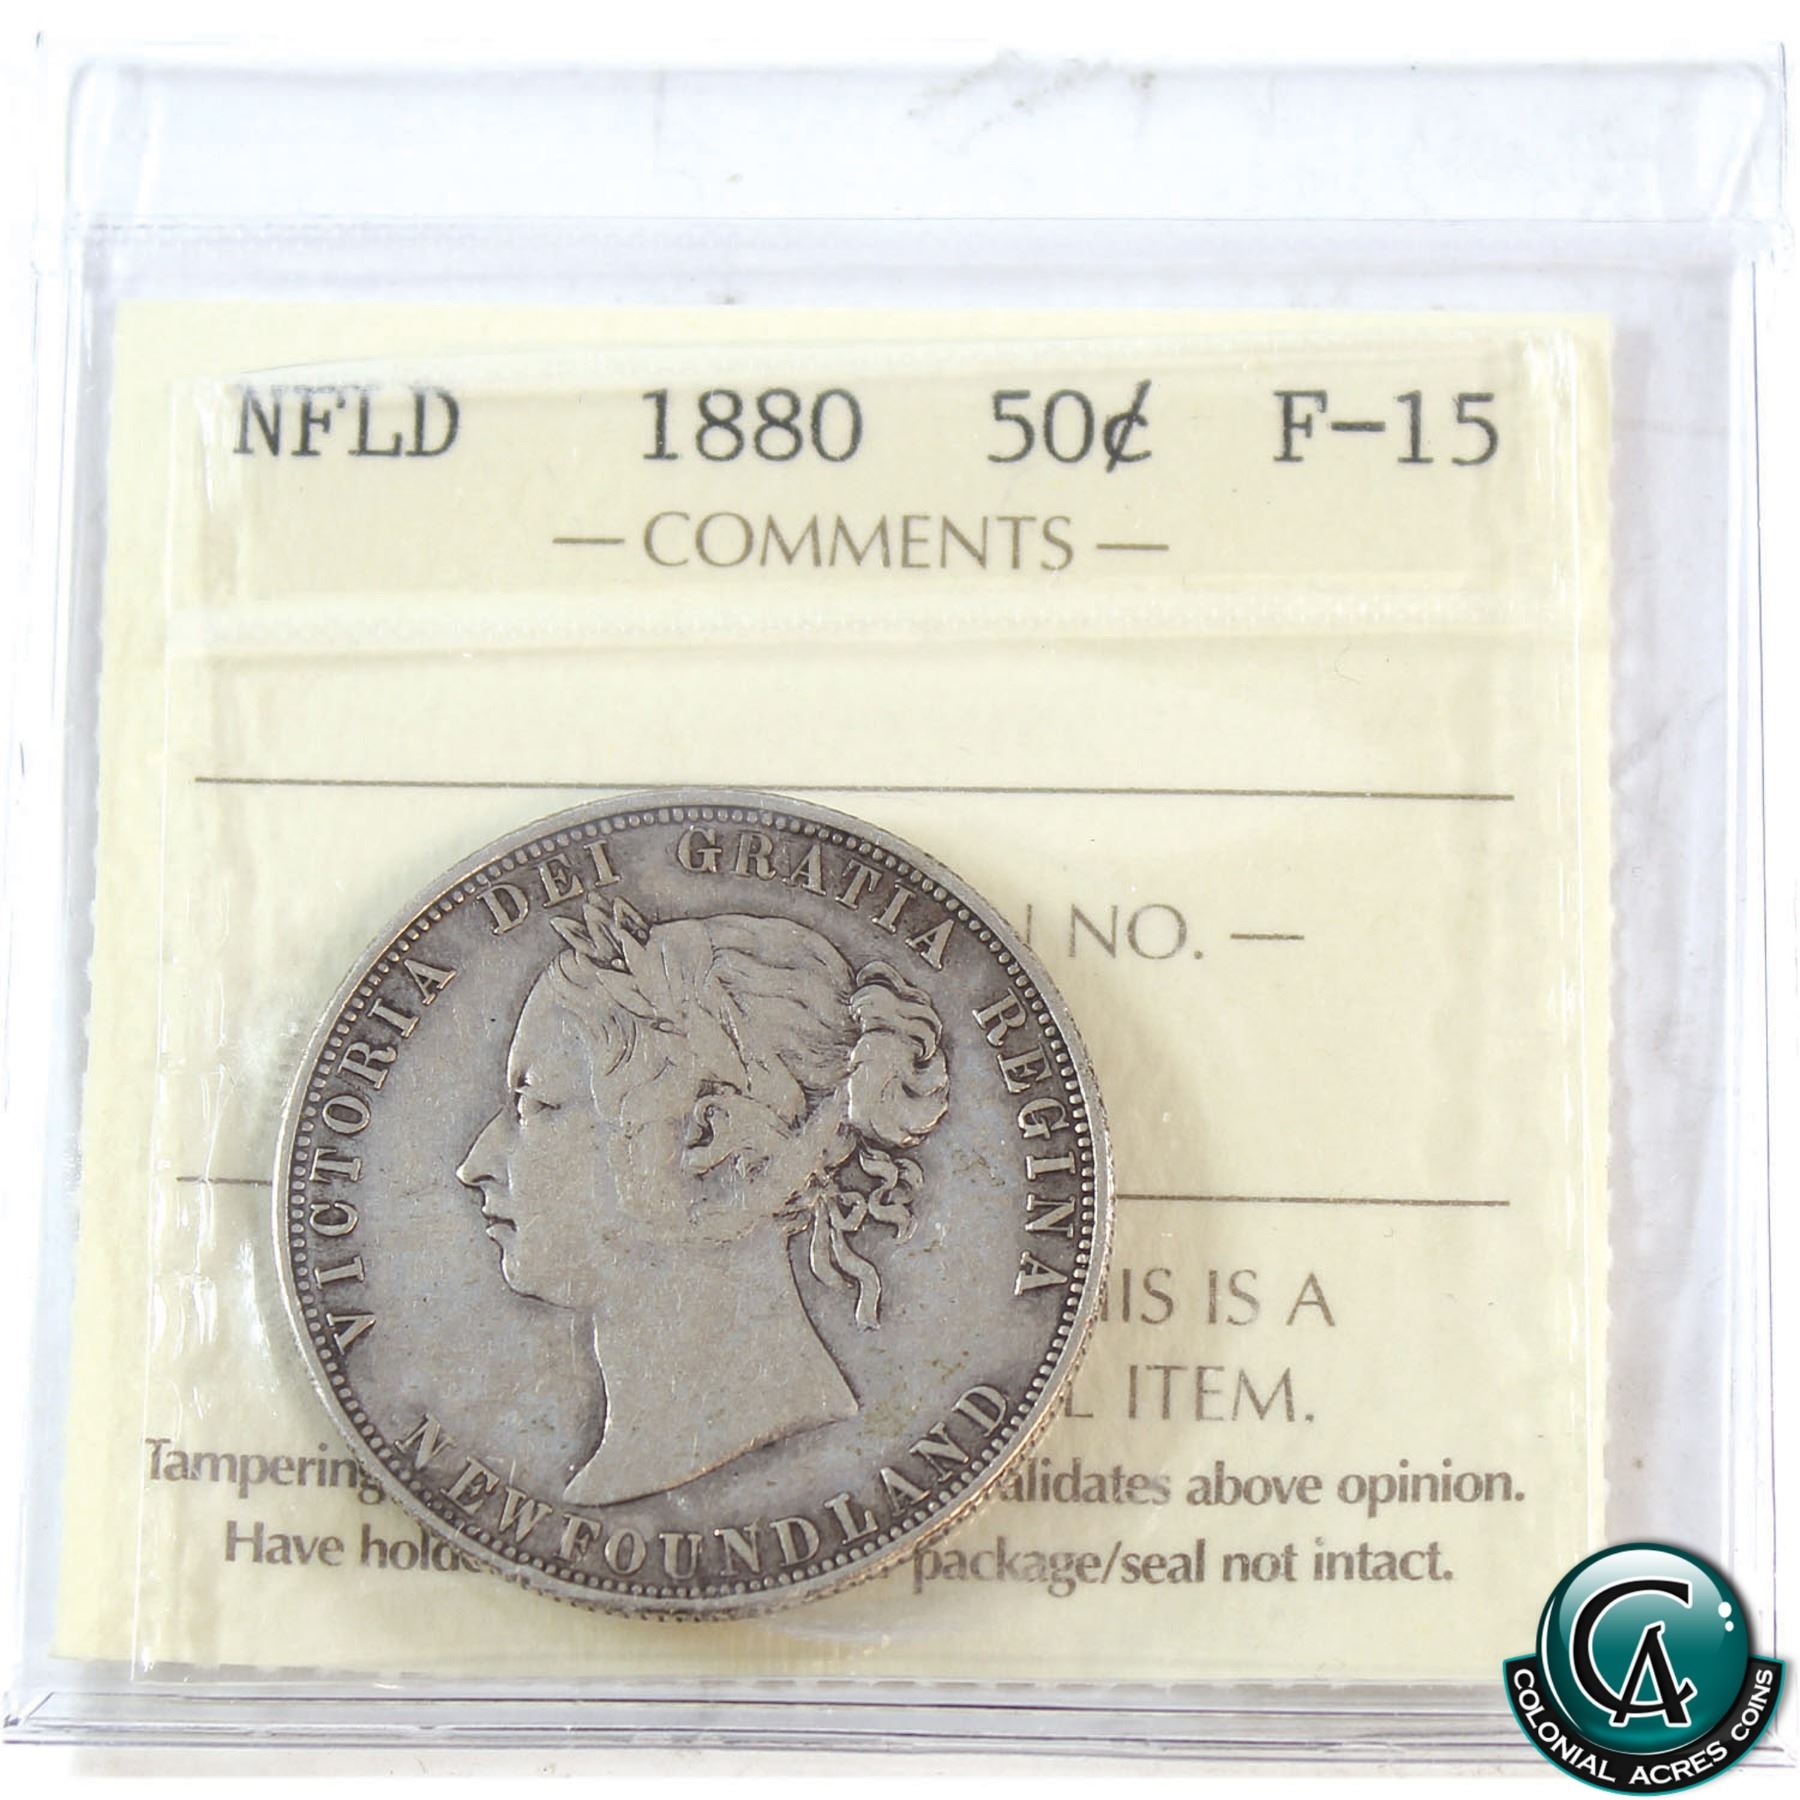 NFLD 1880 50¢ F-15
— COMMENTS —
NO. —
VICTORIA DEI GRATIA REGINA
NEWFOUNDLAND
IS IS A
ITEM.
Tampering alidates above opinion.
Have holde package/seal not intact.
CA
COLONIAL ACRES COINS